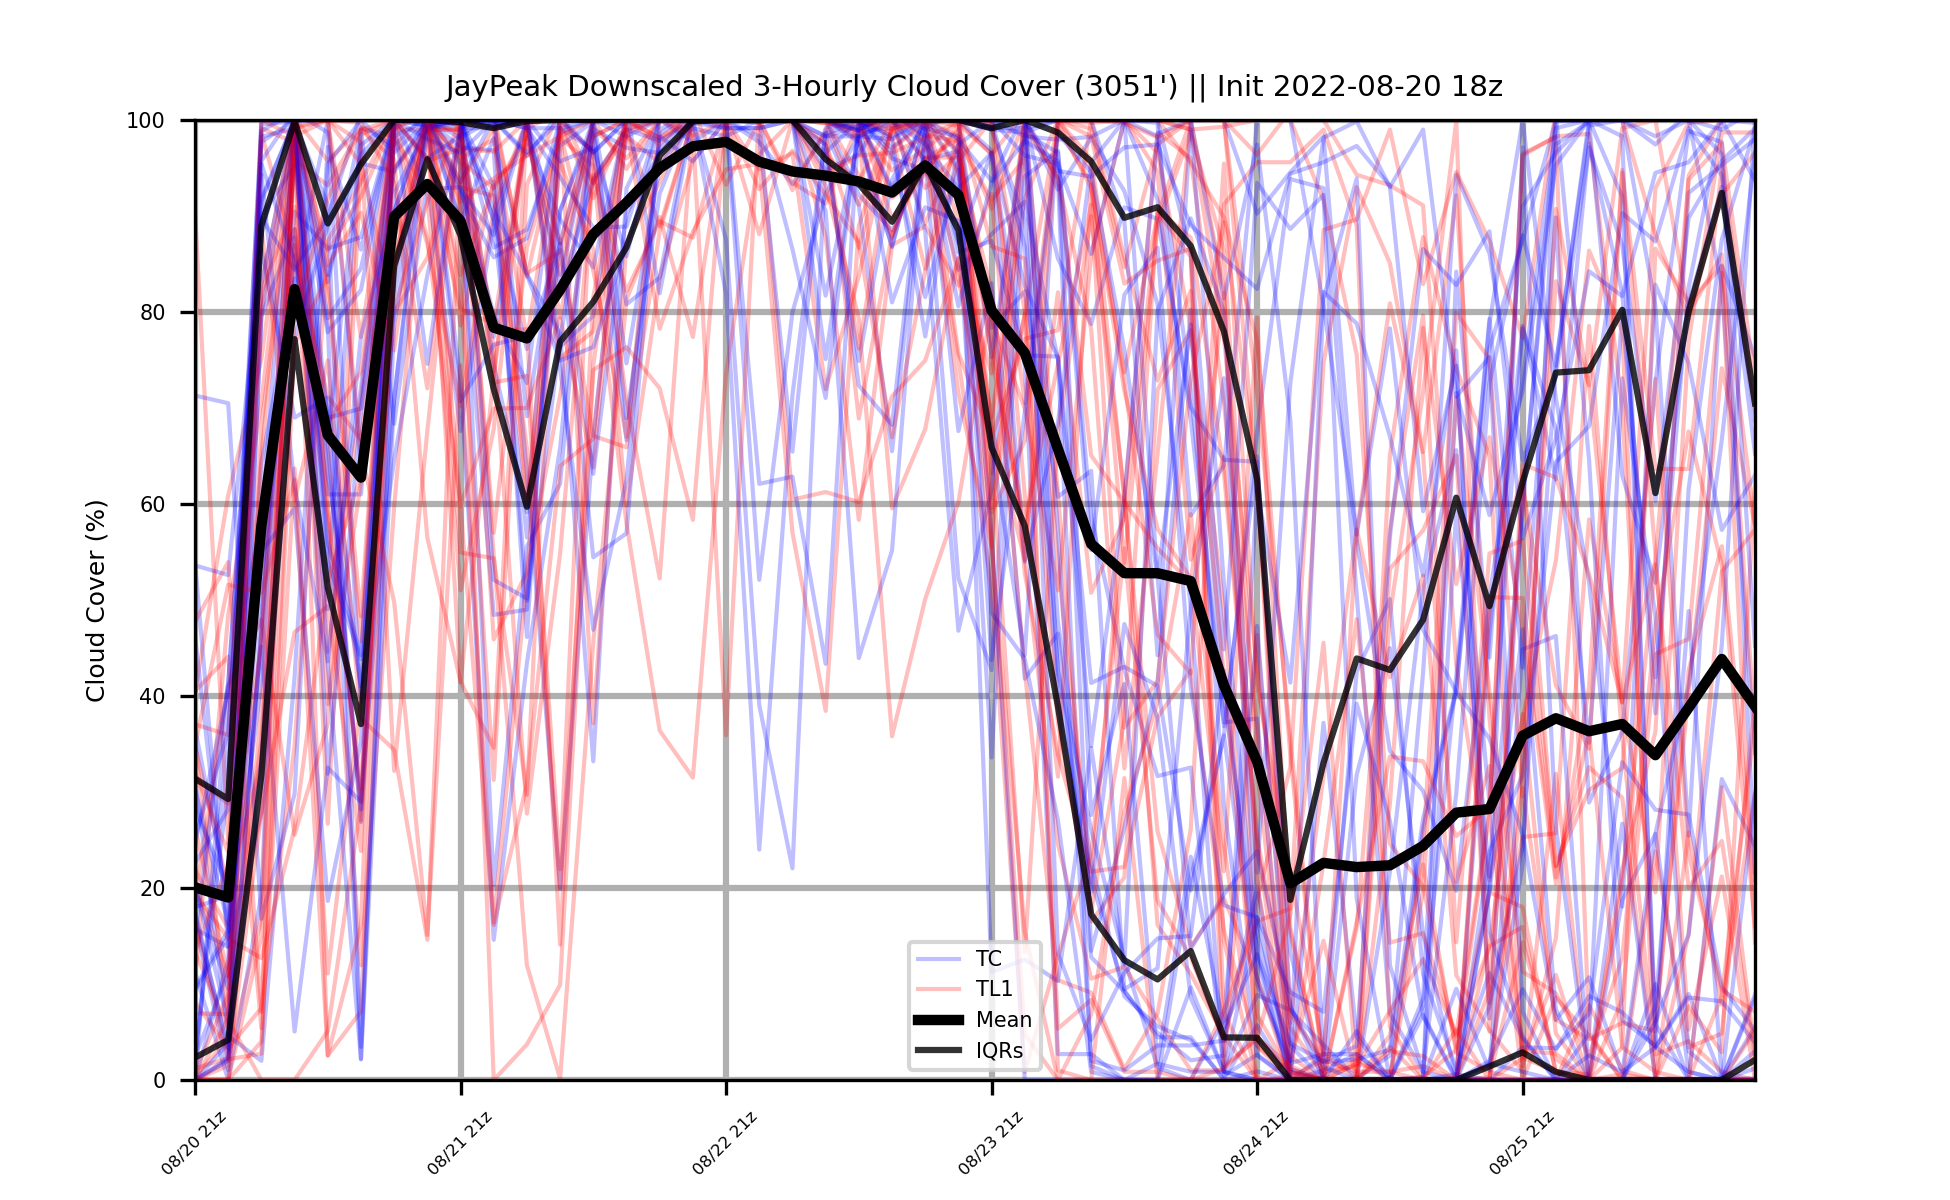 JayPeak Downscaled 3-Hourly Cloud Cover (3051') || Init 2022-08-20 18z
Cloud Cover (%)
100
80
60
40
20
0
TC
TL1
Mean
IQRs
08/20 21z
08/21 21z
08/22 21z
08/23 21z
08/24 21z
08/25 21z